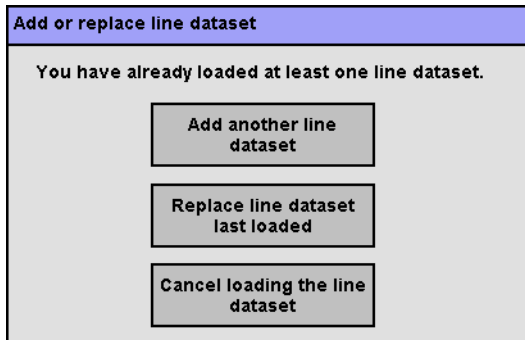 Add or replace line dataset
You have already loaded at least one line dataset.
Add another line
dataset
Replace line dataset
last loaded
Cancel loading the line
dataset